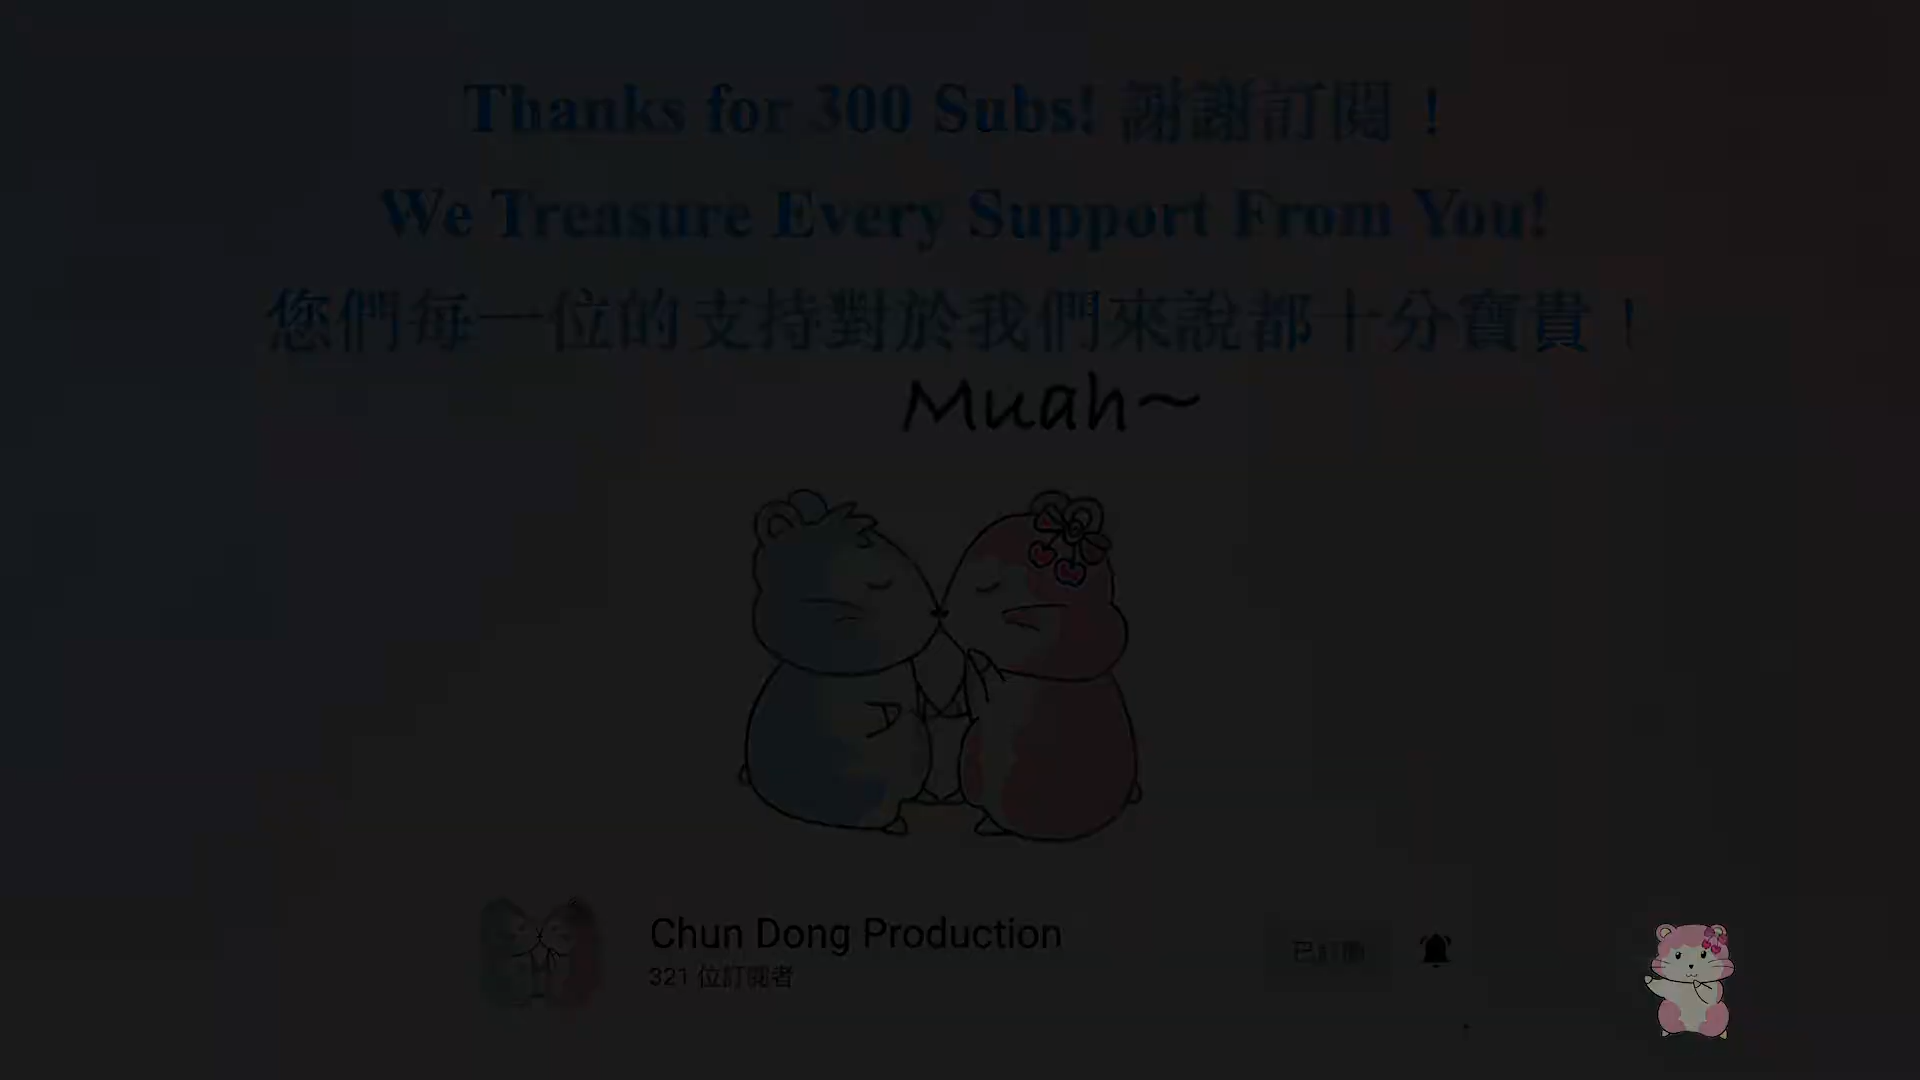 Thanks for 300 Subs! 謝謝訂閱！
We Treasure Every Support From You!
您們每一位的支持對於我們來說都十分寶貴！
Muah~
Chun Dong Production
321 位訂閱者
已訂閱